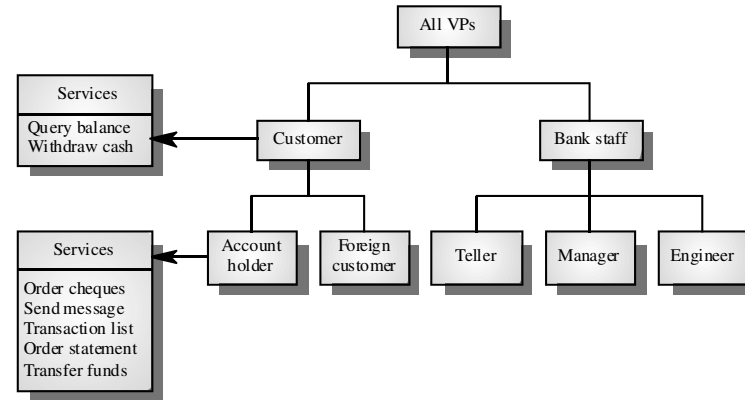 All VPs
Services
Query balance
Withdraw cash
Customer
Bank staff
Services
Order cheques
Send message
Transaction list
Order statement
Transfer funds
Account
holder
Foreign
customer
Teller
Manager
Engineer